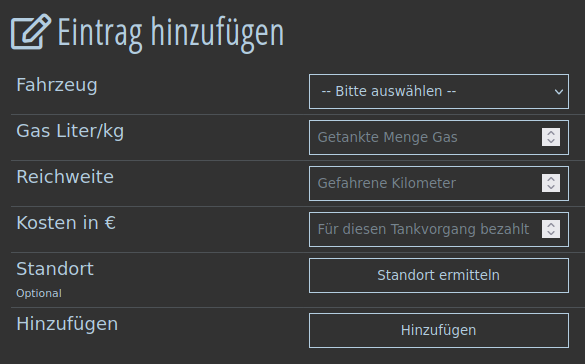 Eintrag hinzufügen
Fahrzeug
-- Bitte auswählen --
Gas Liter/kg
Getankte Menge Gas
Reichweite
Gefahrene Kilometer
Kosten in €
Für diesen Tankvorgang bezahlt
Standort
Standort ermitteln
Optional
Hinzufügen
Hinzufügen